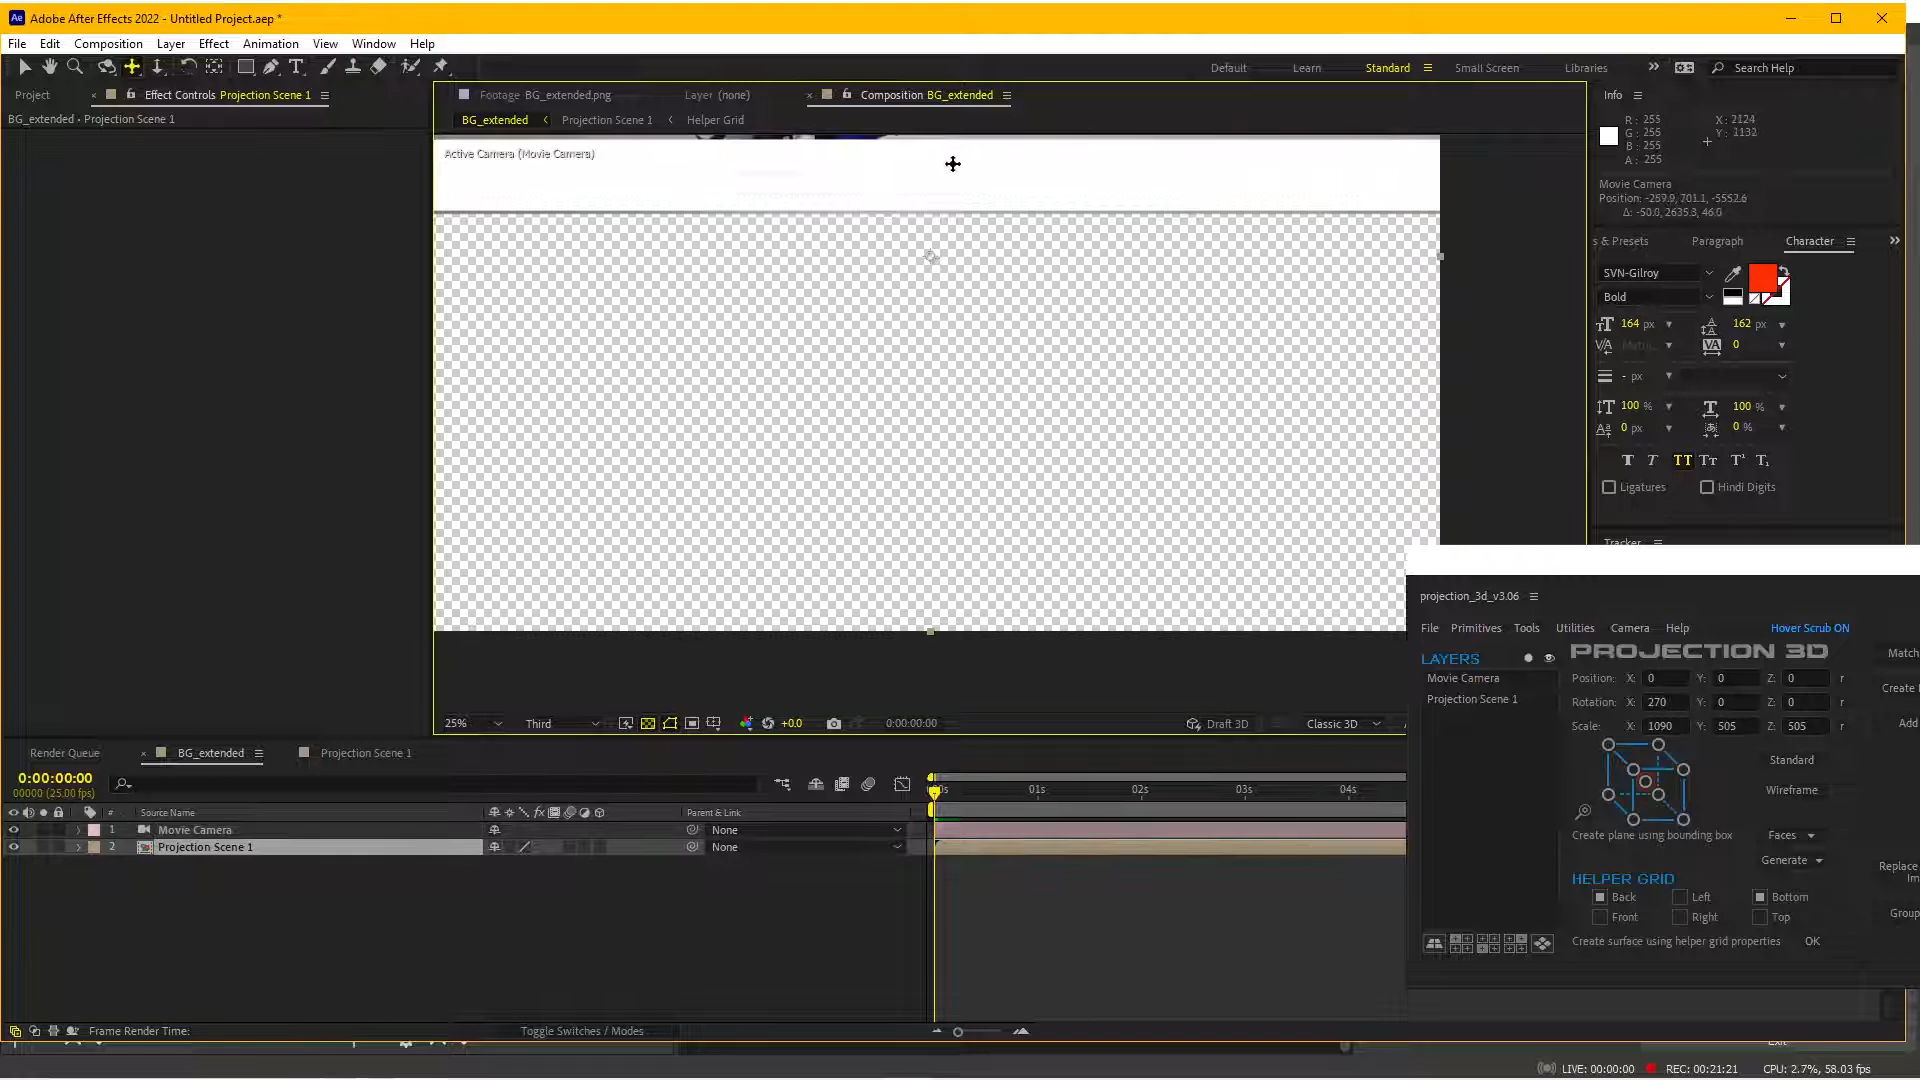 Adobe After Effects 2022 - Untitled Project.aep *
File Edit Composition Layer Effect Animation View Window Help
Default Learn Standard Small Screen Libraries Search Help
Project Effect Controls Projection Scene 1
BG_extended • Projection Scene 1
Footage BG_extended.png Layer (none) Composition BG_extended
BG_extended Projection Scene 1 Helper Grid
Active Camera (Movie Camera)
Info
R : 255
G : 255
B : 255
A : 255
X : 2124
Y : 1132
Movie Camera
Position: -289.9, 701.1, -5552.6
Δ: -50.0, 2635.3, 46.0
s & Presets Paragraph Character
SVN-Gilroy
Bold
164 px 162 px
0
- px
100 % 100 %
0 px 0 %
Ligatures Hindi Digits
Tracker
projection_3d_v3.06
File Primitives Tools Utilities Camera Help Hover Scrub ON
LAYERS PROJECTION 3D
Movie Camera
Projection Scene 1
Match
Position: X: 0 Y: 0 Z: 0 r
Create
Rotation: X: 270 Y: 0 Z: 0 r
Add
Scale: X: 1090 Y: 505 Z: 505 r
Standard
Wireframe
Create plane using bounding box Faces
Generate
Replace
Im
HELPER GRID
Back Left Bottom
Front Right Top
Group
Create surface using helper grid properties OK
25% Third +0.0 0:00:00:00 Draft 3D Classic 3D
Render Queue BG_extended Projection Scene 1
0:00:00:00
00000 (25.00 fps)
01s 02s 03s 04s
# Source Name fx Parent & Link
1 Movie Camera None
2 Projection Scene 1 None
Frame Render Time: Toggle Switches / Modes
LIVE: 00:00:00 REC: 00:21:21 CPU: 2.7%, 58.03 fps